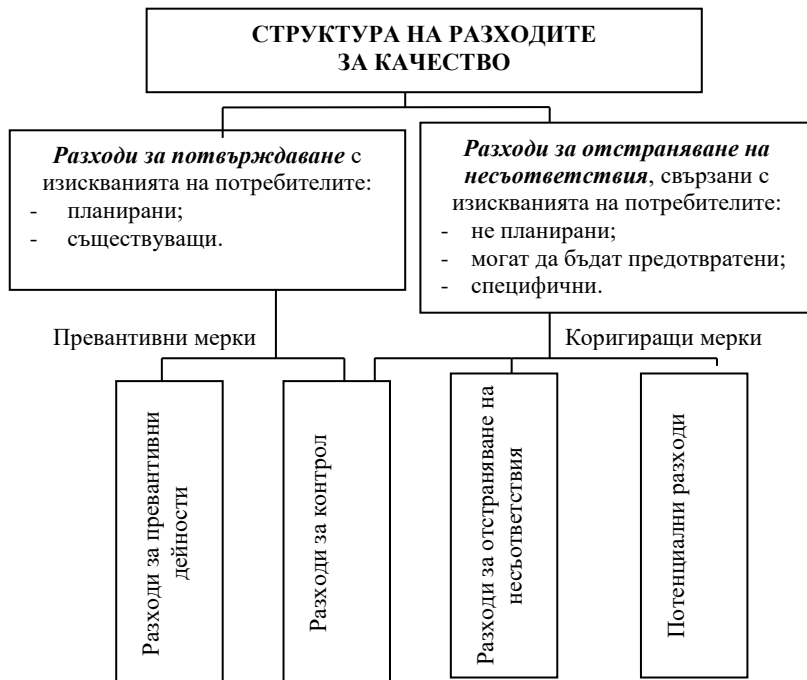 СТРУКТУРА НА РАЗХОДИТЕ
ЗА КАЧЕСТВО
Разходи за потвърждаване с
изискванията на потребителите:
- планирани;
- съществуващи.
Разходи за отстраняване на
несъответствия, свързани с
изискванията на потребителите:
- не планирани;
- могат да бъдат предотвратени;
- специфични.
Превантивни мерки
Коригиращи мерки
Разходи за превантивни
дейности
Разходи за контрол
Разходи за отстраняване на
несъответствия
Потенциални разходи